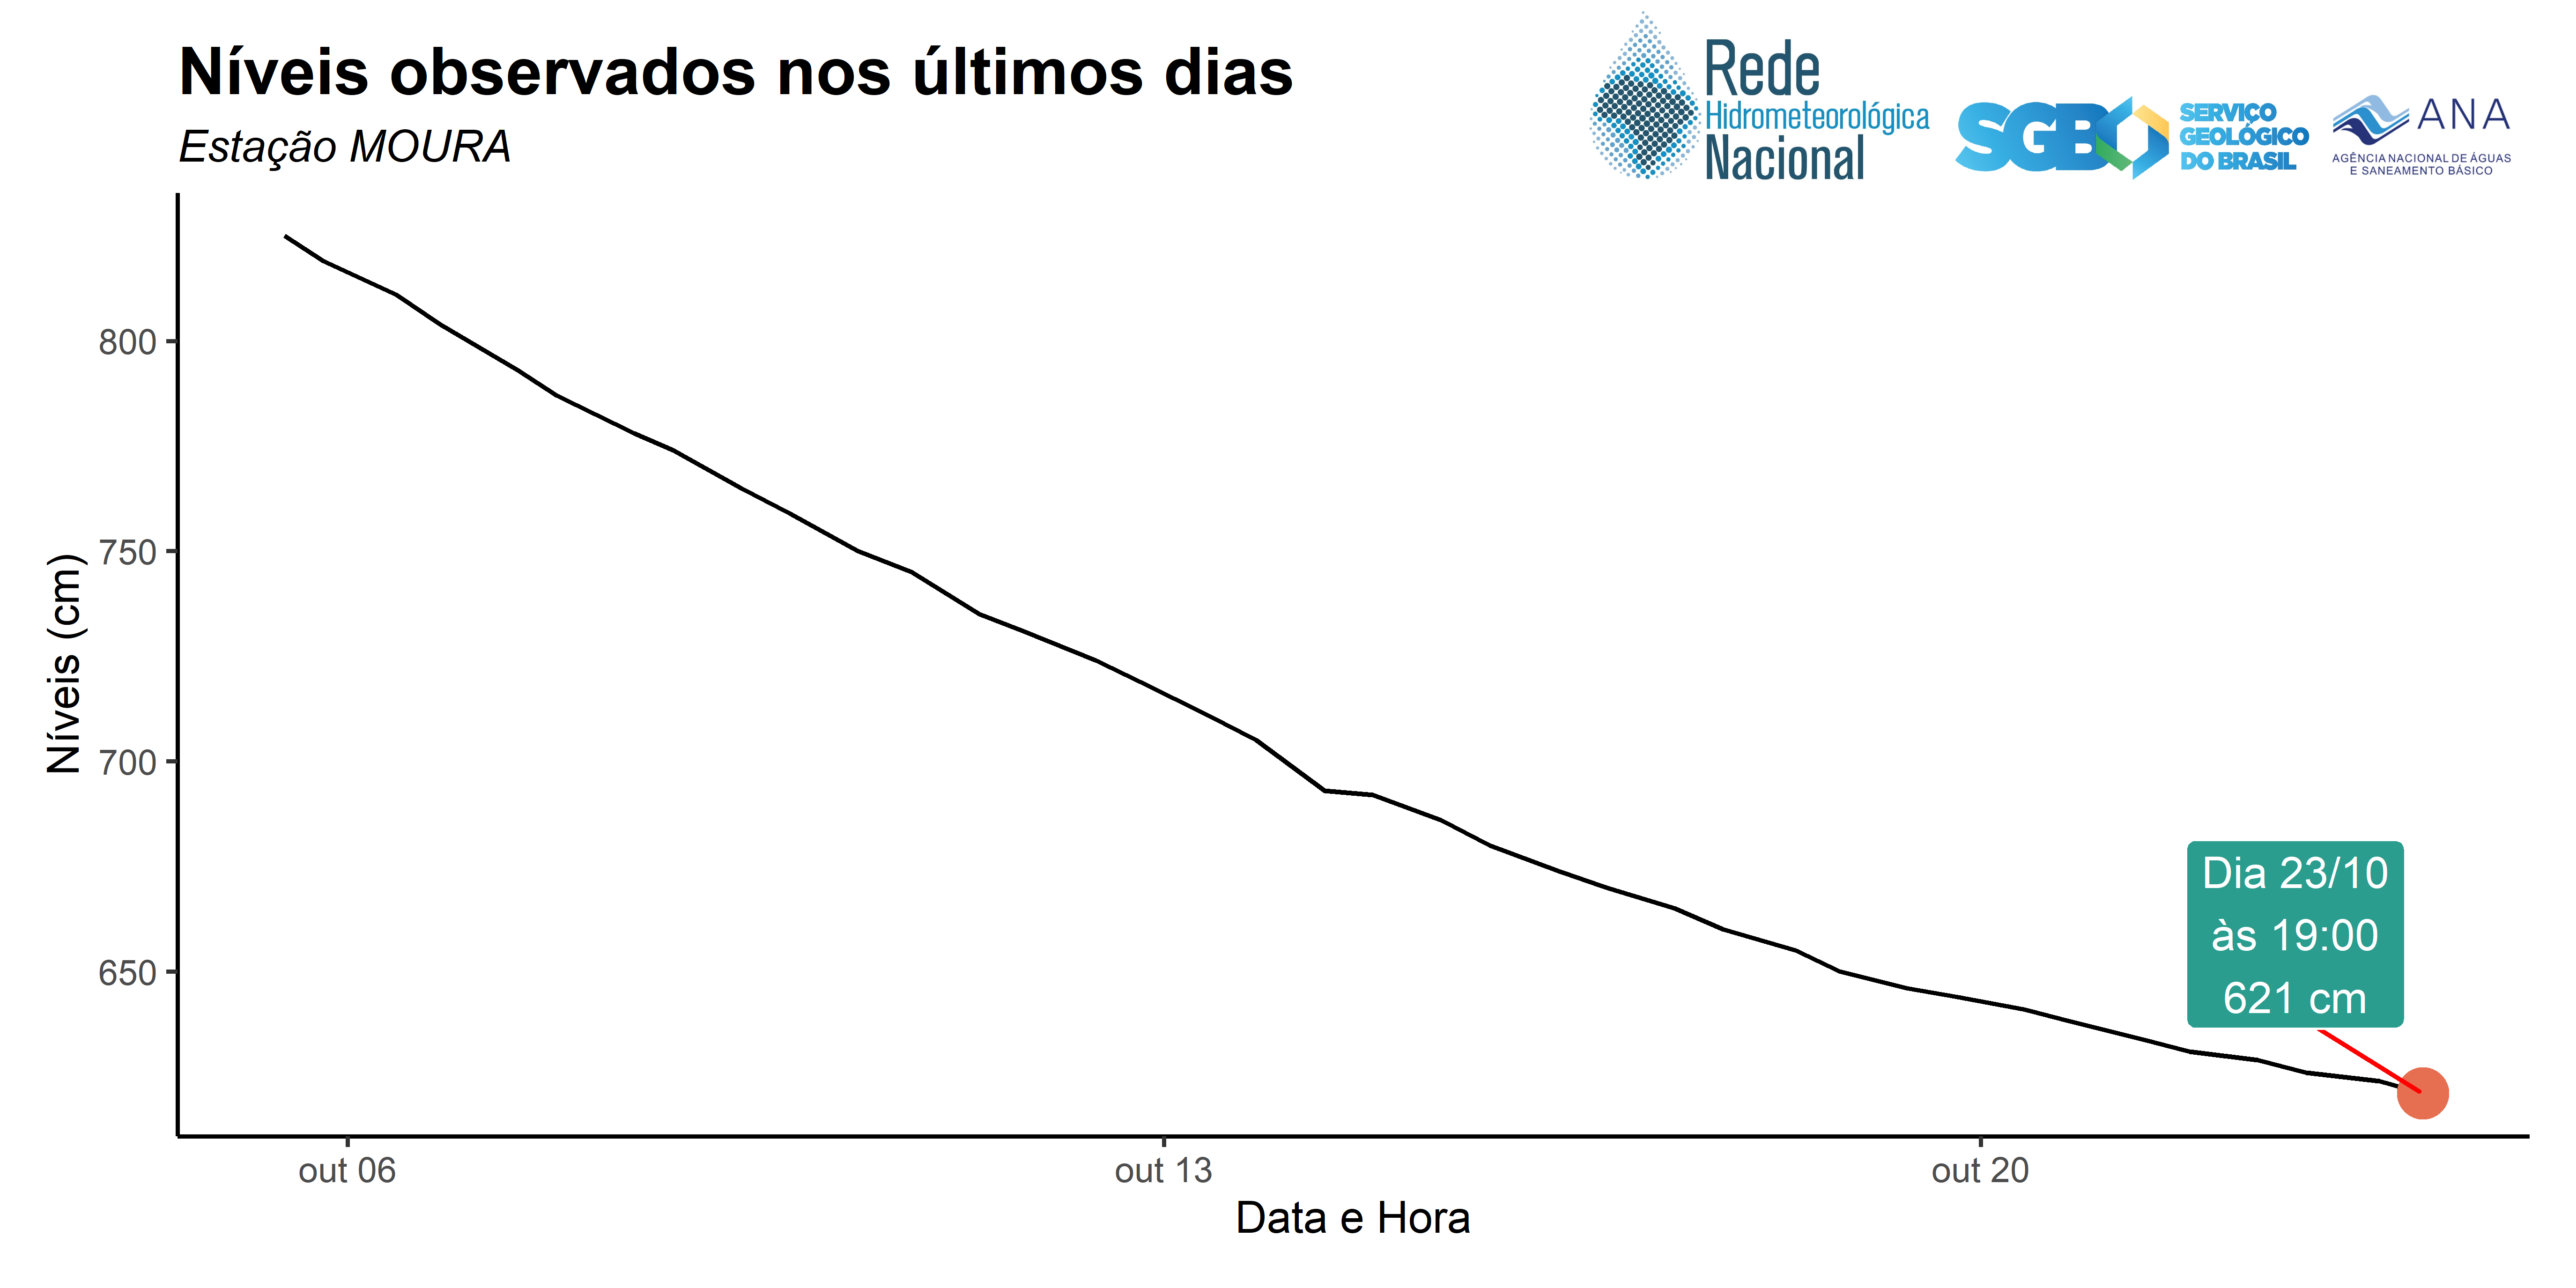 Níveis observados nos últimos dias
Estação MOURA
Rede
Hidrometeorológica
Nacional
SGB
SERVIÇO
GEOLÓGICO
DO BRASIL
ANA
AGÊNCIA NACIONAL DE ÁGUAS
E SANEAMENTO BÁSICO
Níveis (cm)
800
750
700
650
Dia 23/10
às 19:00
621 cm
out 06
out 13
out 20
Data e Hora